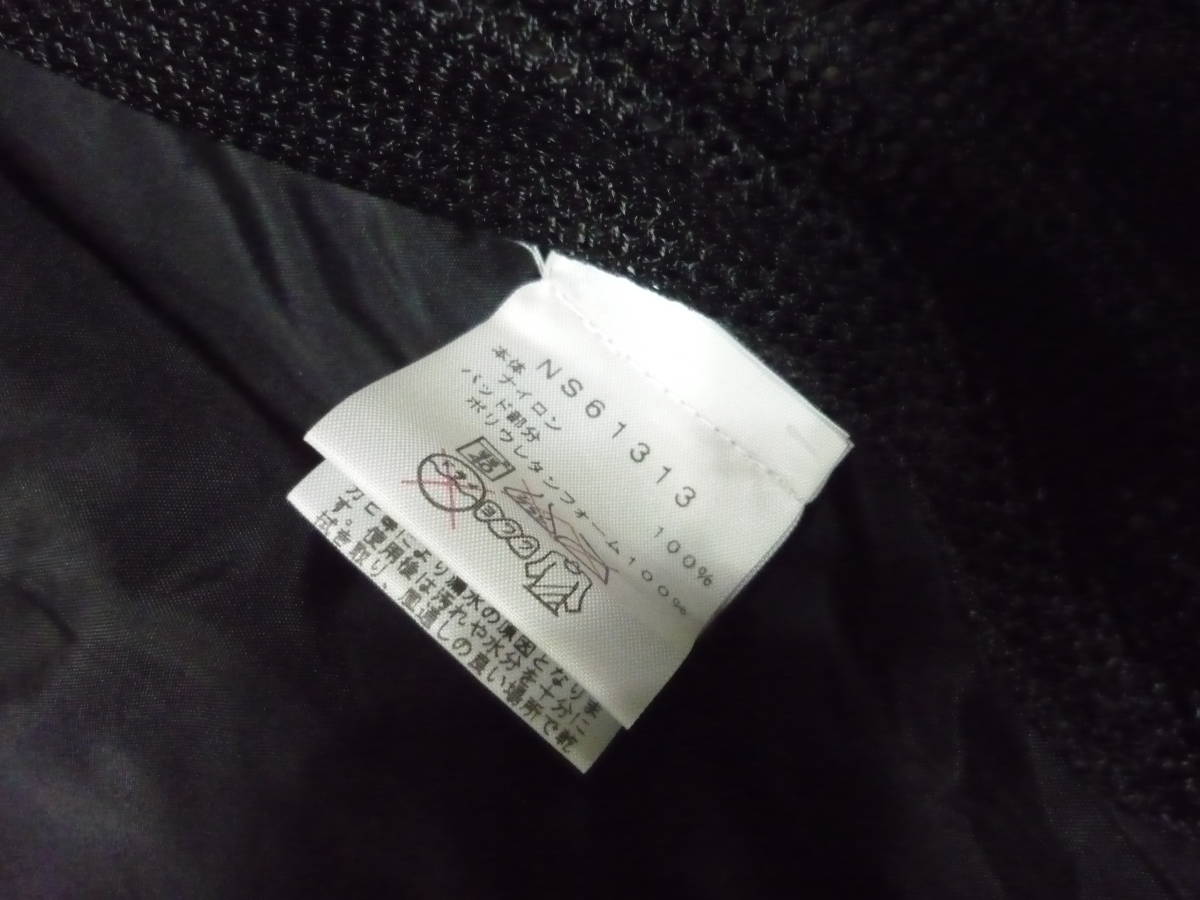 NS61313
本体
ナイロン 100%
パッド部分
ポリウレタンフォーム100%
カビ等により漏水の原因となりま
す。使用後は汚れや水分を十分に
拭き取り、風通しの良い場所で乾